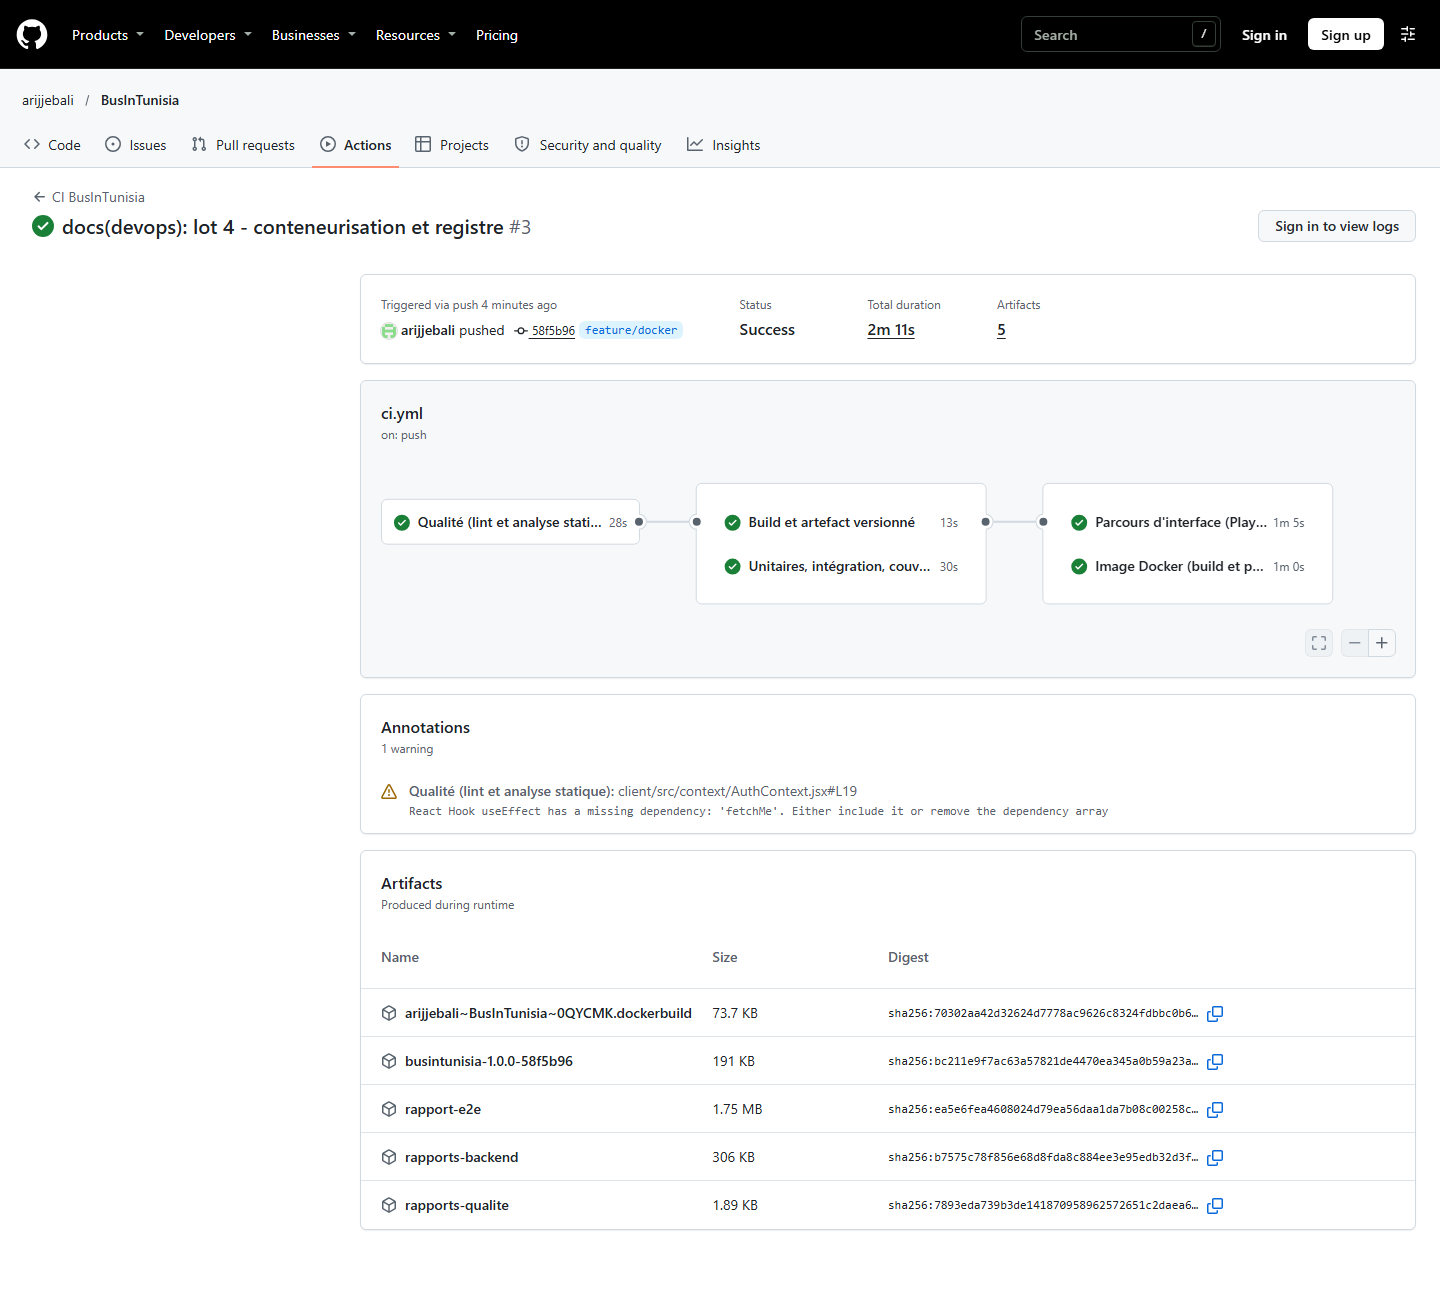 Products Developers Businesses Resources Pricing Search / Sign in Sign up
arijjebali / BusInTunisia
Code Issues Pull requests Actions Projects Security and quality Insights
← CI BusInTunisia
docs(devops): lot 4 - conteneurisation et registre #3
Sign in to view logs
Triggered via push 4 minutes ago
arijjebali pushed 58f5b96 feature/docker
Status
Success
Total duration
2m 11s
Artifacts
5
ci.yml
on: push
Qualité (lint et analyse stati... 28s
Build et artefact versionné 13s
Unitaires, intégration, couv... 30s
Parcours d'interface (Play... 1m 5s
Image Docker (build et p... 1m 0s
Annotations
1 warning
Qualité (lint et analyse statique): client/src/context/AuthContext.jsx#L19
React Hook useEffect has a missing dependency: 'fetchMe'. Either include it or remove the dependency array
Artifacts
Produced during runtime
Name Size Digest
arijjebali~BusInTunisia~0QYCMK.dockerbuild 73.7 KB sha256:70302aa42d32624d7778ac9626c8324fdbbc0b6…
busintunisia-1.0.0-58f5b96 191 KB sha256:bc211e9f7ac63a57821de4470ea345a0b59a23a…
rapport-e2e 1.75 MB sha256:ea5e6fea4608024d79ea56daa1da7b08c00258c…
rapports-backend 306 KB sha256:b7575c78f856e68d8fda8c884ee3e95edb32d3f…
rapports-qualite 1.89 KB sha256:7893eda739b3de141870958962572651c2daea6…